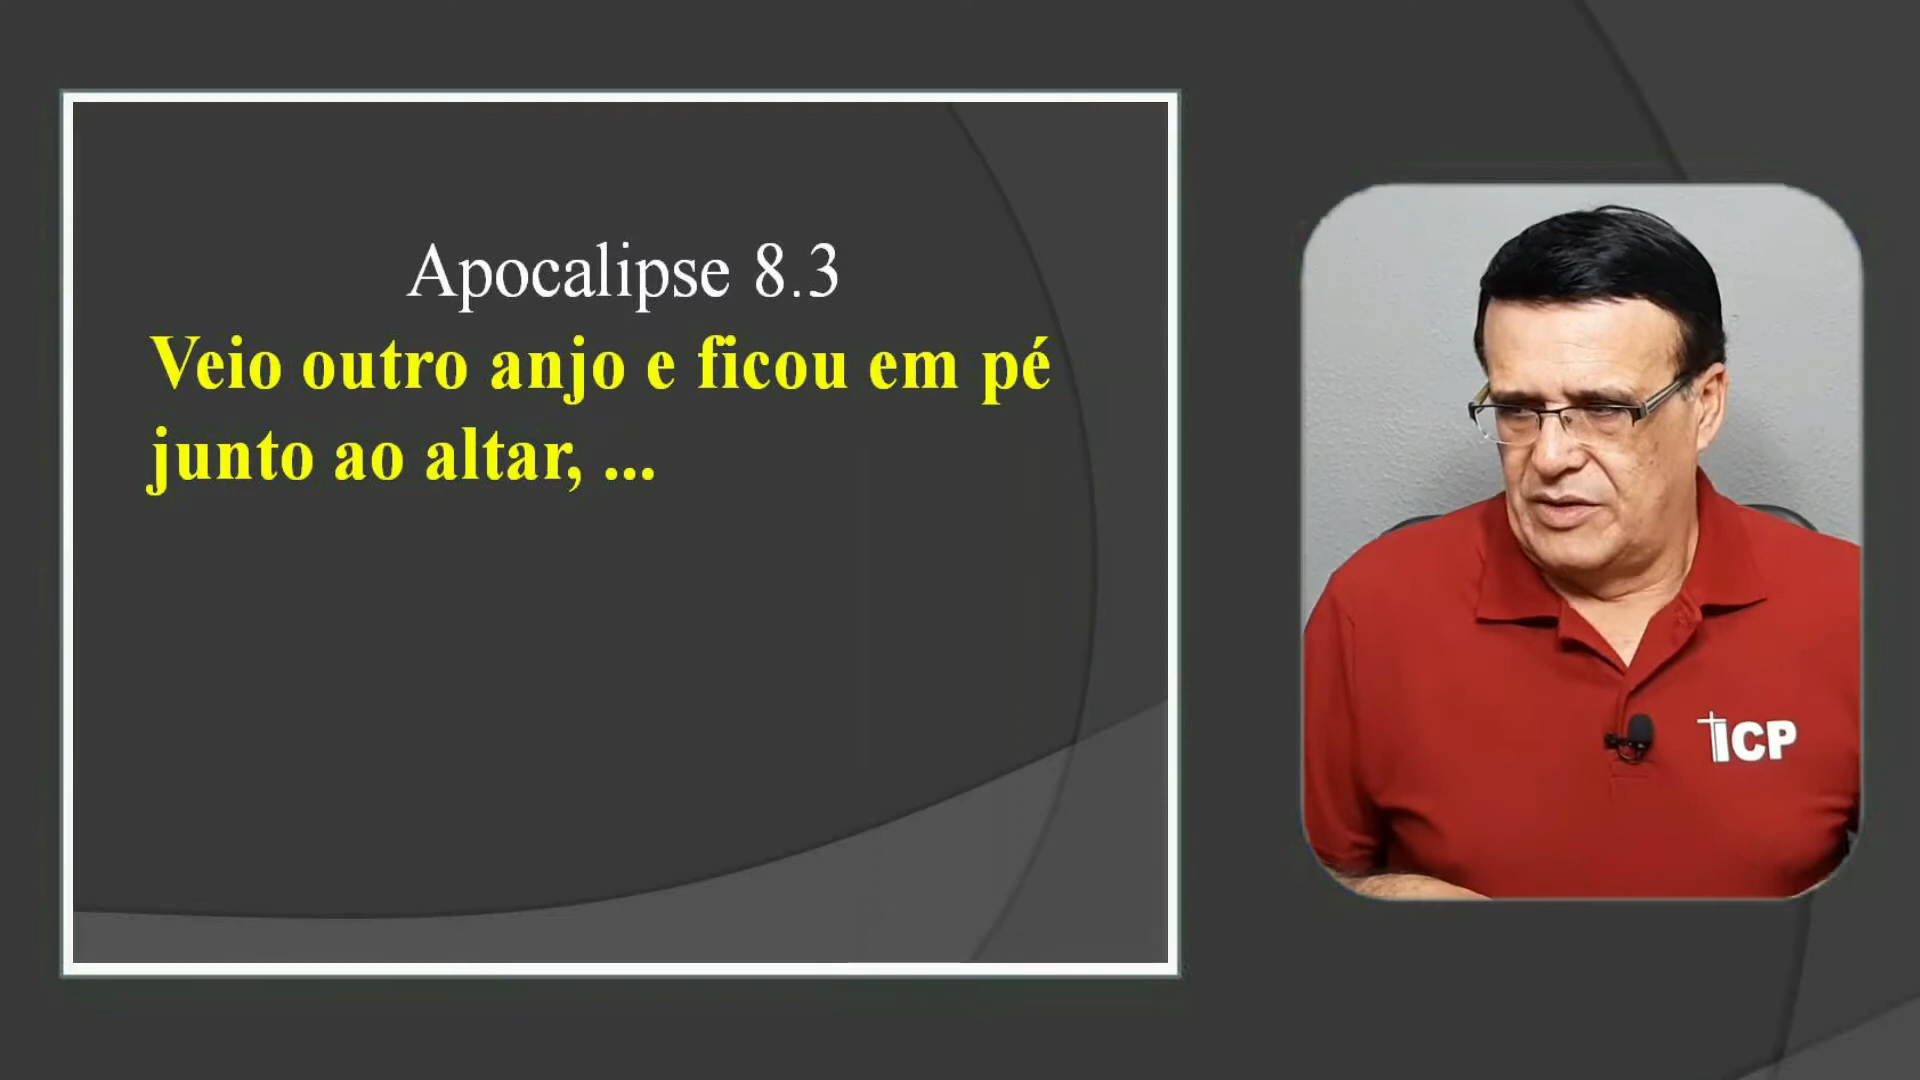 Apocalipse 8.3
Veio outro anjo e ficou em pé
junto ao altar, ...
ICP